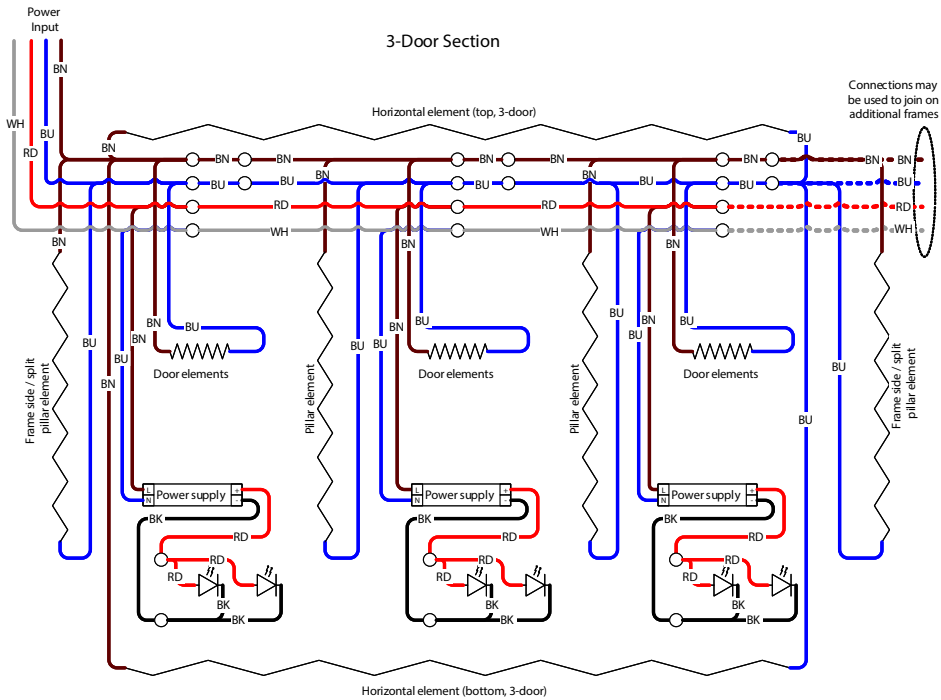 Power
Input
3-Door Section
Connections may
be used to join on
additional frames
Horizontal element (top, 3-door)
BN
WH
BU
RD
BN
BU
BN
BN
BN
BN
BN
BN
BN
BN
BN
BN
BU
BU
BU
BU
BU
BU
RD
RD
RD
WH
WH
WH
BN
BN
BN
BN
BU
BN
BU
BN
BU
BN
BU
BU
BN
BU
BU
BN
BU
BU
BN
BU
BU
Door elements
Door elements
Door elements
Frame side / split
pillar element
Pillar element
Pillar element
Frame side / split
pillar element
L
N
Power supply
+
-
L
N
Power supply
+
-
L
N
Power supply
+
-
BK
RD
RD
RD
BK
BK
BK
RD
RD
RD
BK
BK
BK
RD
RD
RD
BK
BK
Horizontal element (bottom, 3-door)